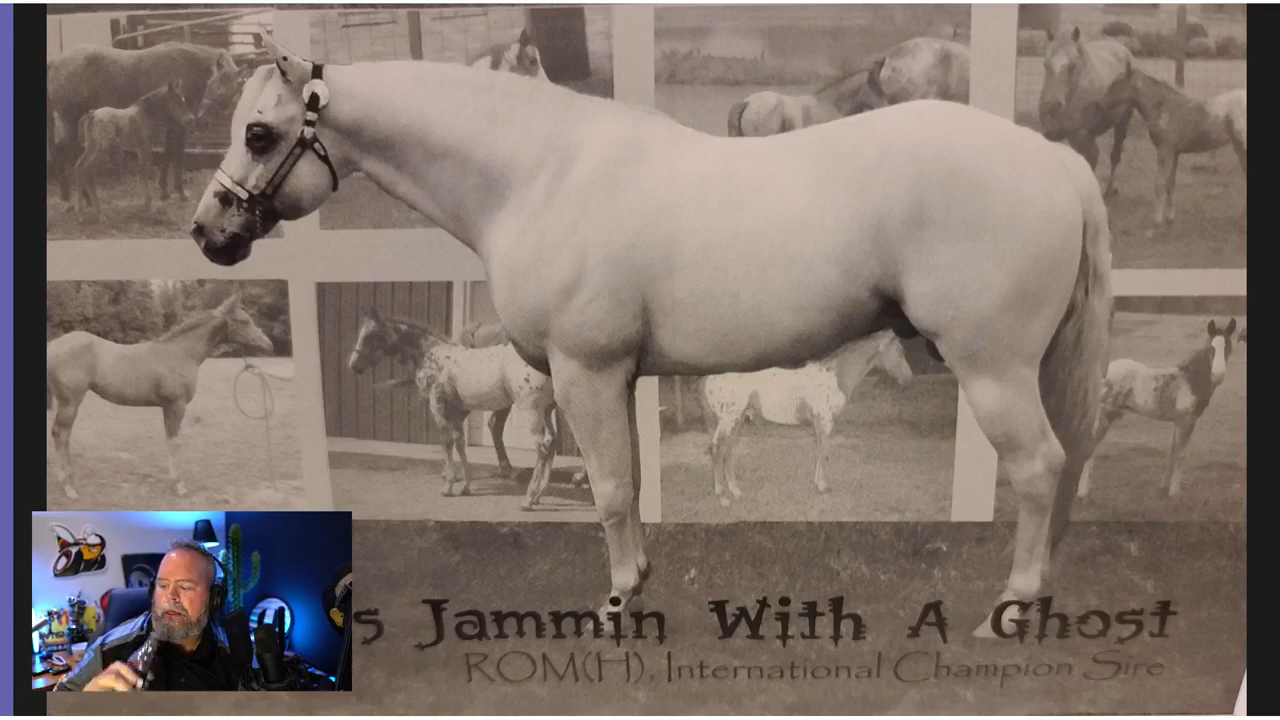 s Jammin With A Ghost
ROM(H), International Champion Sire